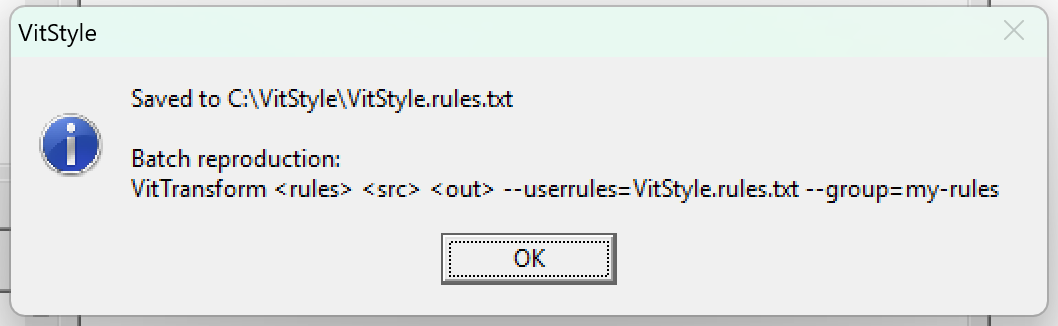 VitStyle
Saved to C:\VitStyle\VitStyle.rules.txt
Batch reproduction:
VitTransform <rules> <src> <out> --userrules=VitStyle.rules.txt --group=my-rules
OK